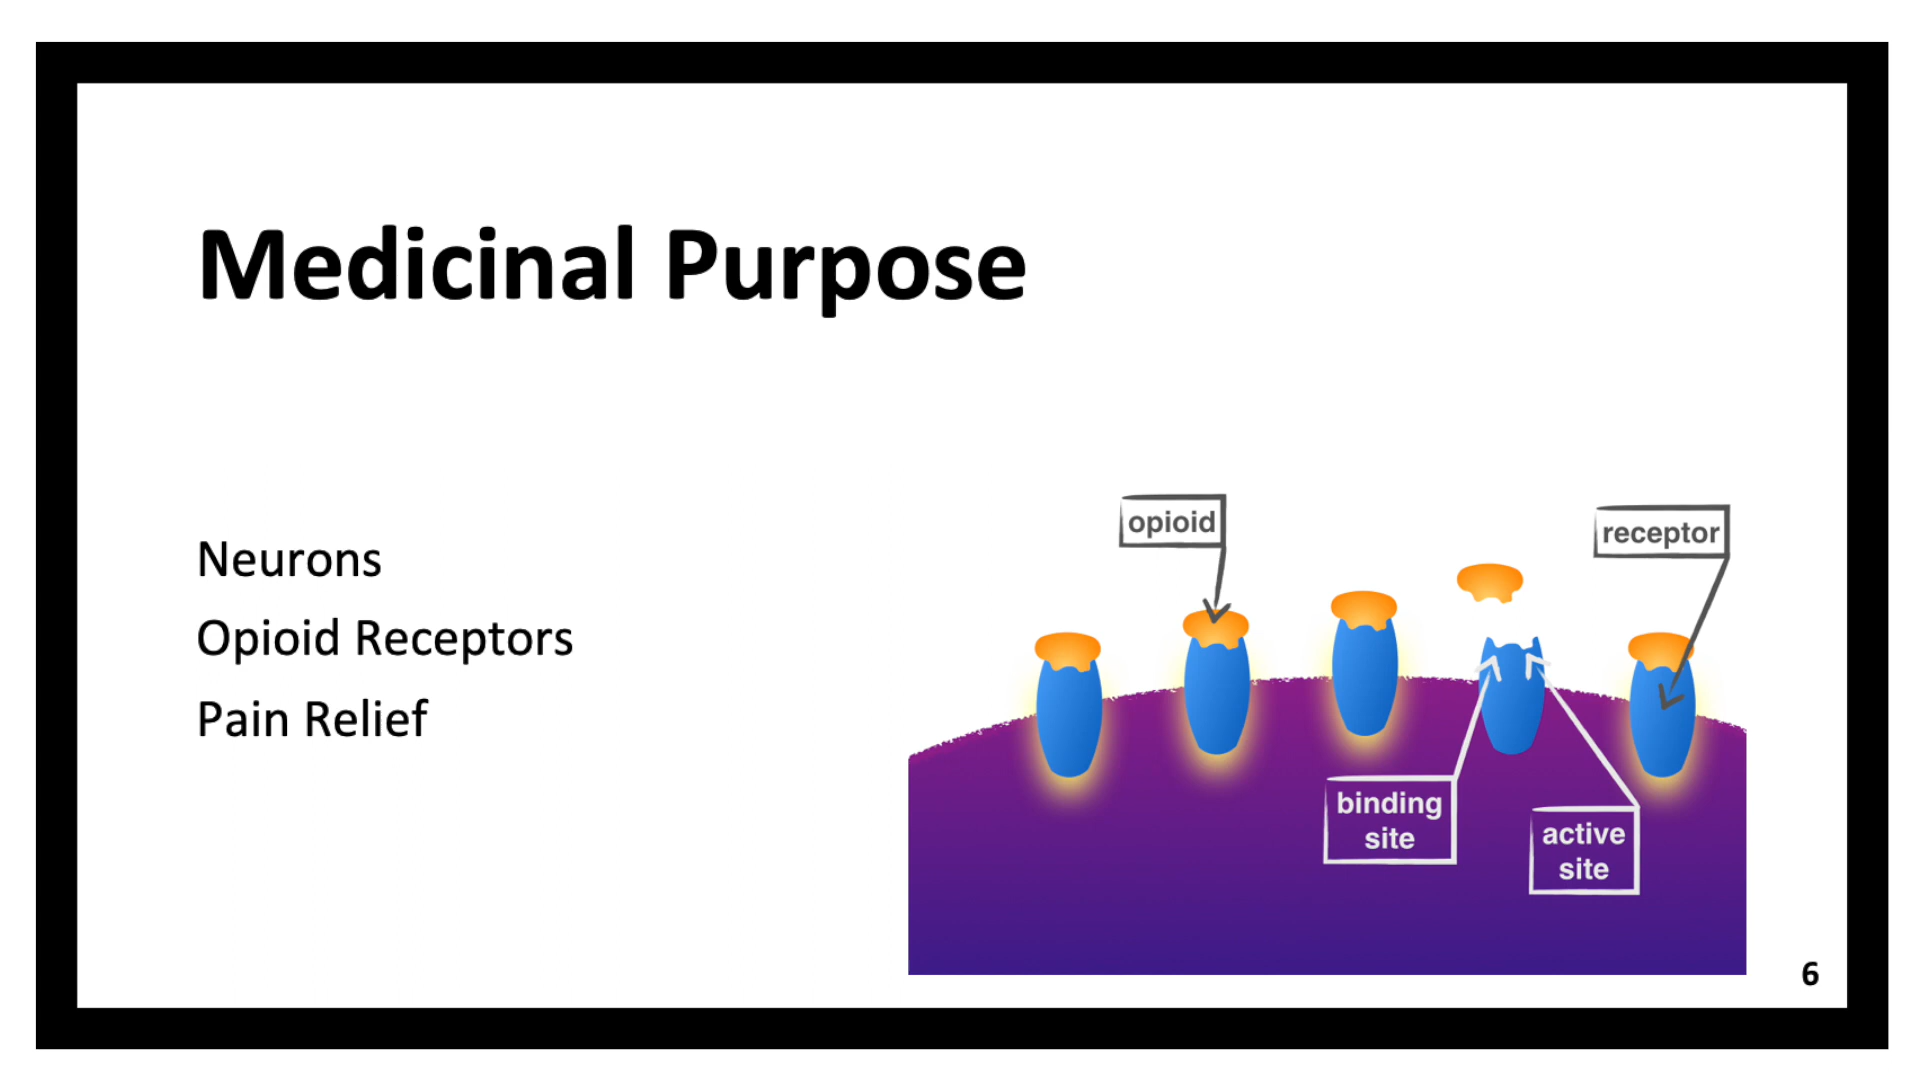 Medicinal Purpose
Neurons
Opioid Receptors
Pain Relief
opioid
receptor
binding
site
active
site
6